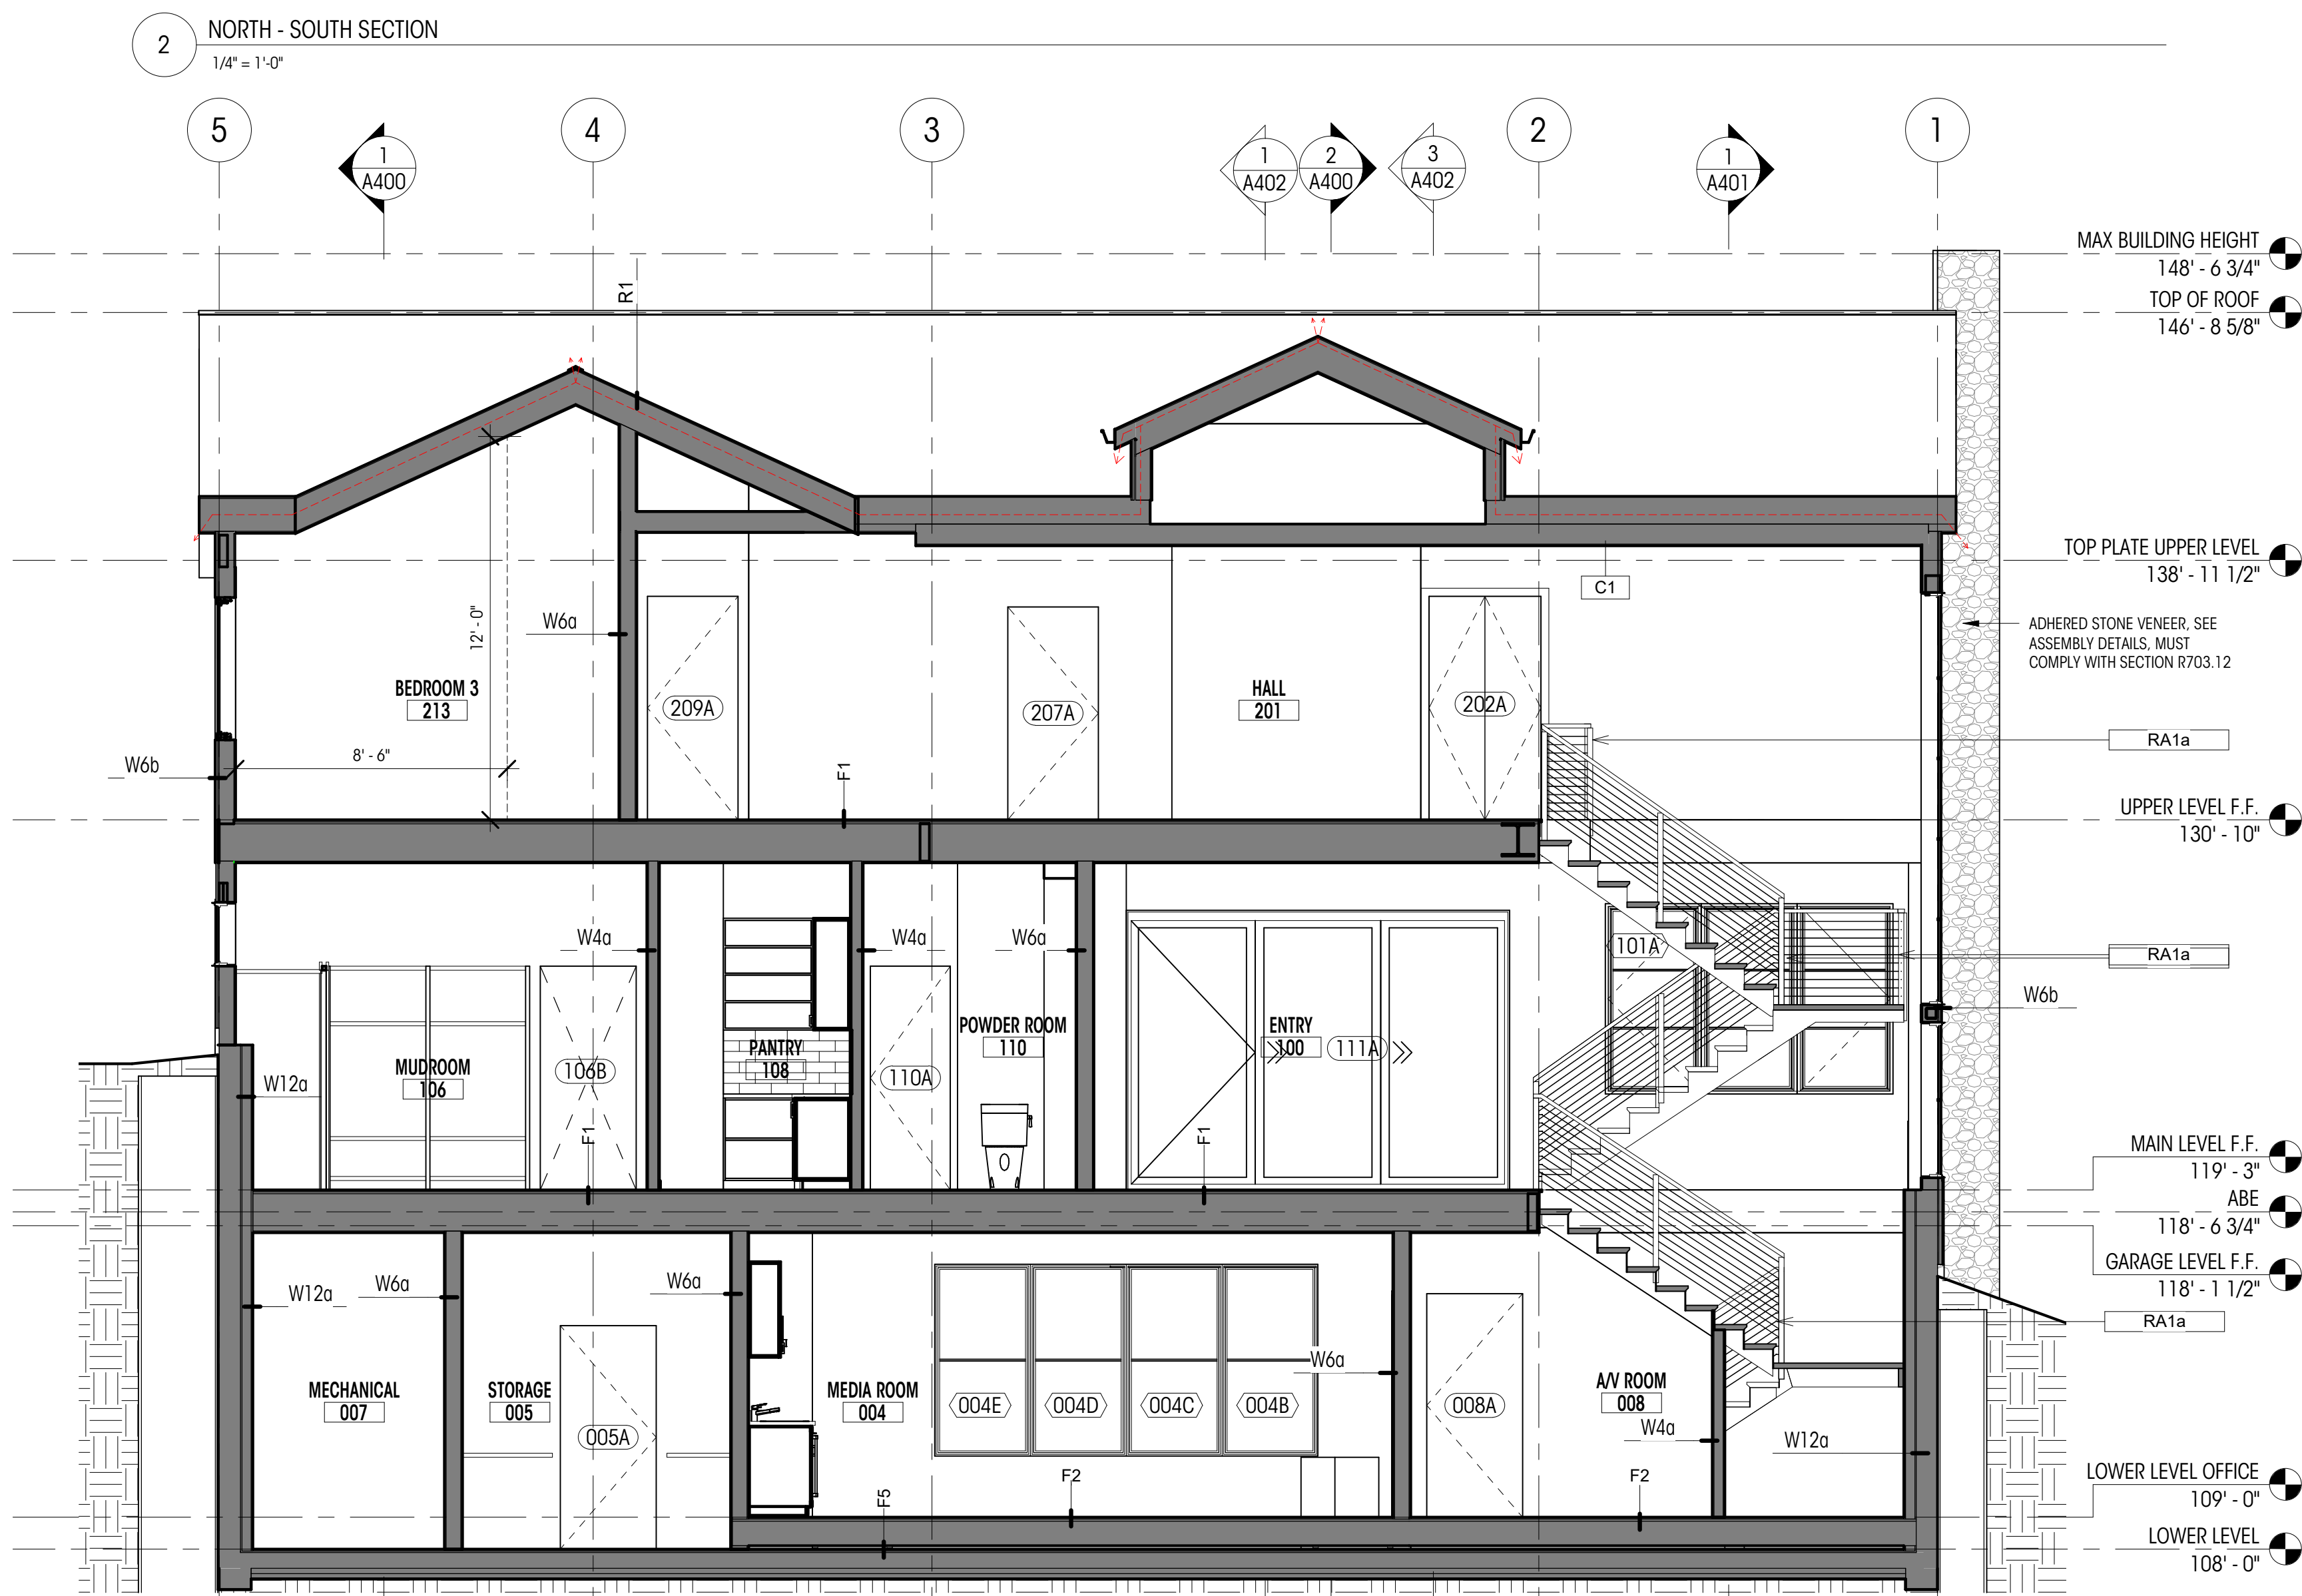 2
NORTH - SOUTH SECTION
1/4" = 1'-0"
5
4
3
2
1
1
A400
1
A402
2
A400
3
A402
1
A401
MAX BUILDING HEIGHT
148' - 6 3/4"
TOP OF ROOF
146' - 8 5/8"
R1
TOP PLATE UPPER LEVEL
138' - 11 1/2"
C1
ADHERED STONE VENEER, SEE
ASSEMBLY DETAILS, MUST
COMPLY WITH SECTION R703.12
12' - 0"
W6a
BEDROOM 3
213
209A
207A
HALL
201
202A
RA1a
8' - 6"
W6b
F1
UPPER LEVEL F.F.
130' - 10"
W4a
W4a
W6a
101A
RA1a
W6b
POWDER ROOM
110
ENTRY
100
111A
PANTRY
108
MUDROOM
106
106B
110A
W12a
F1
F1
MAIN LEVEL F.F.
119' - 3"
ABE
118' - 6 3/4"
GARAGE LEVEL F.F.
118' - 1 1/2"
W12a
W6a
W6a
RA1a
W6a
MECHANICAL
007
STORAGE
005
005A
MEDIA ROOM
004
004E
004D
004C
004B
008A
A/V ROOM
008
W4a
W12a
F5
F2
F2
LOWER LEVEL OFFICE
109' - 0"
LOWER LEVEL
108' - 0"